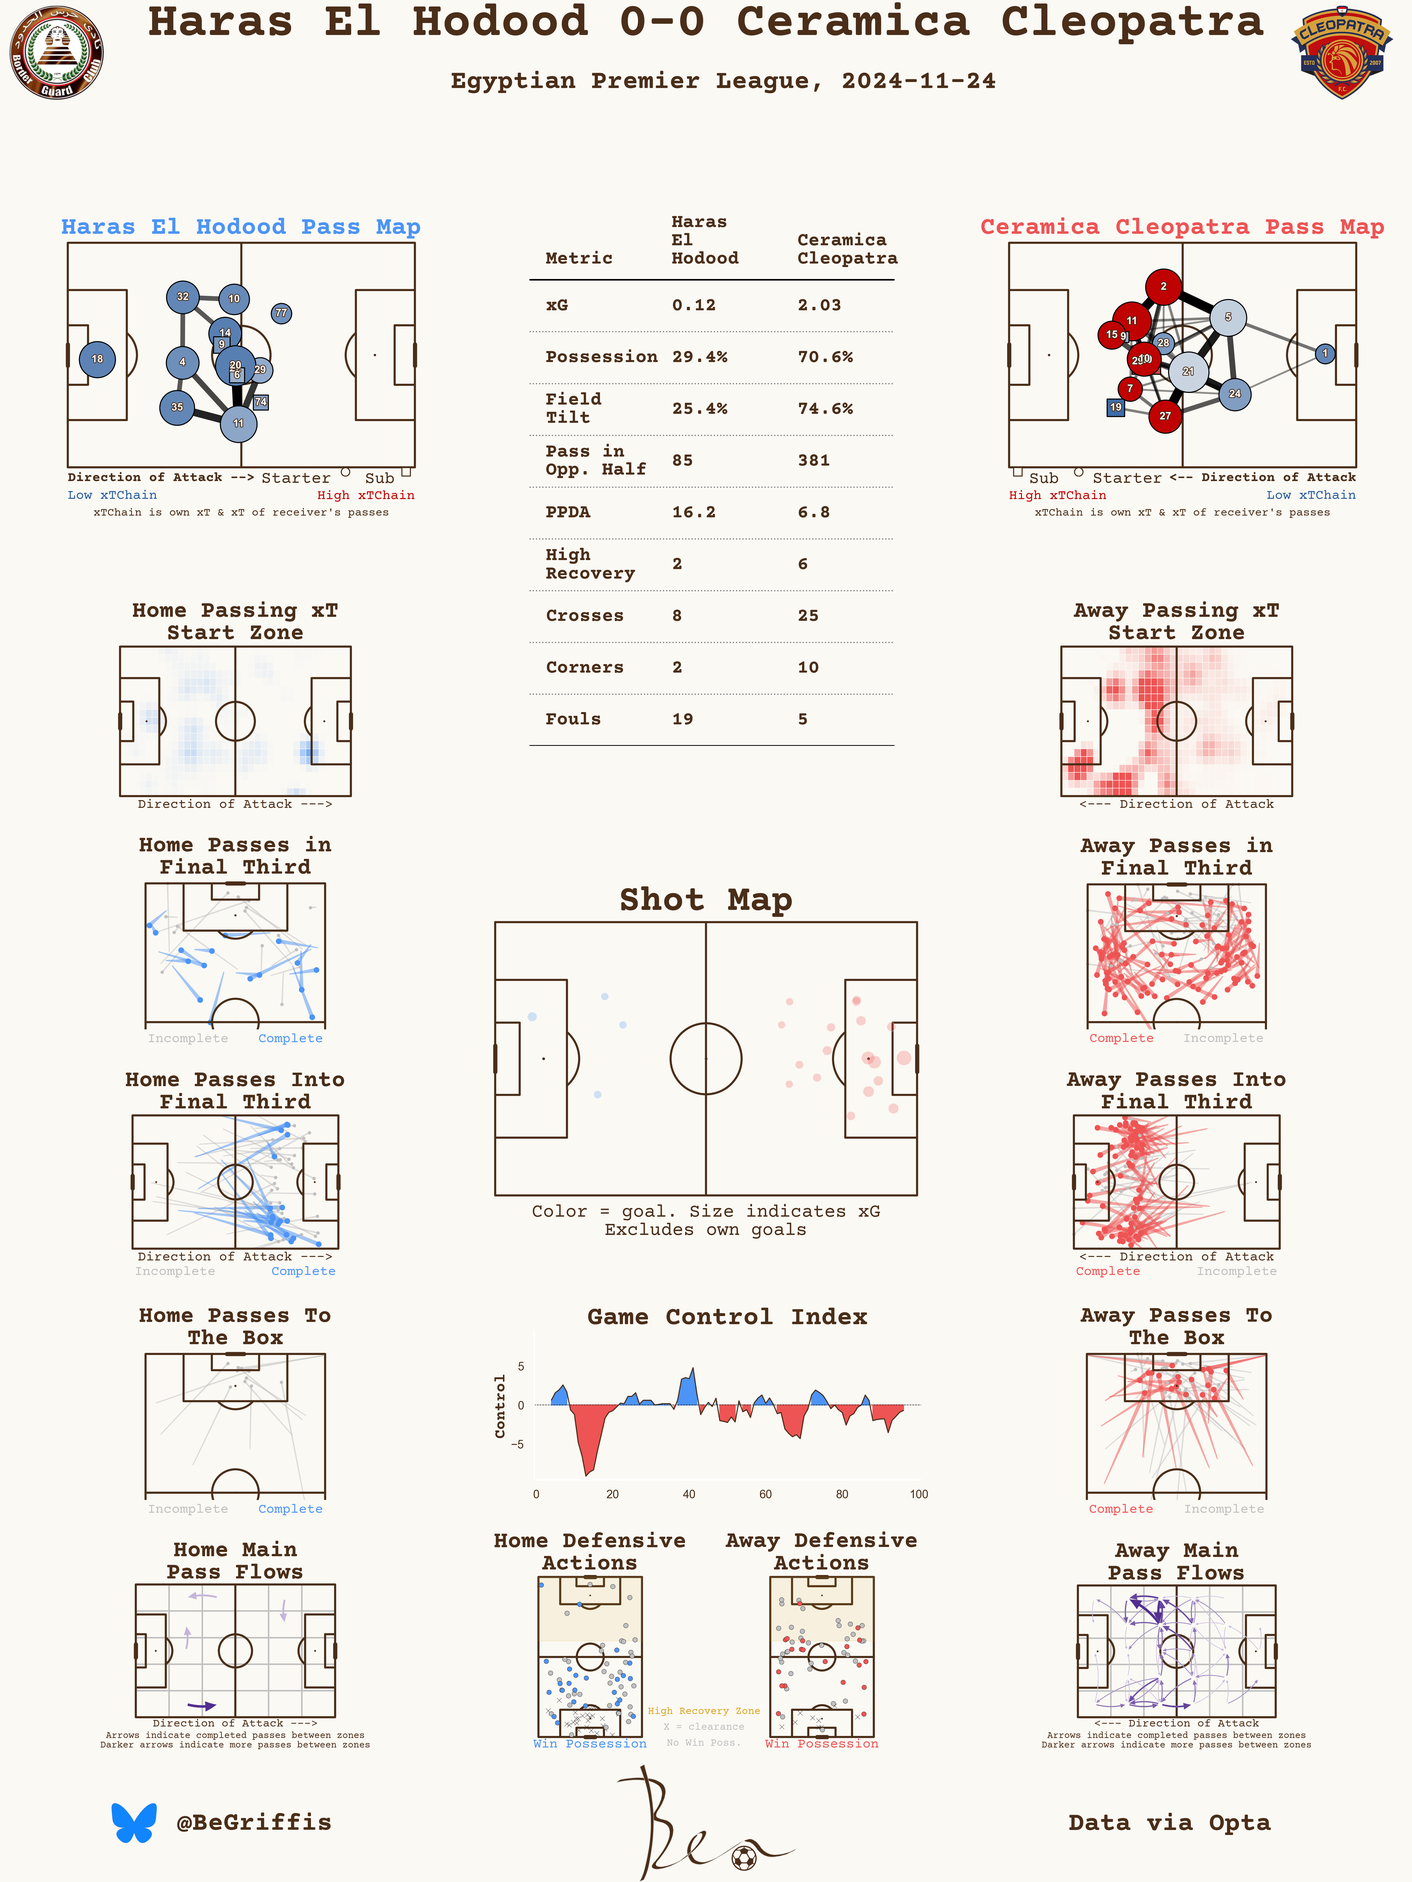 Haras El Hodood 0-0 Ceramica Cleopatra
Egyptian Premier League, 2024-11-24
Border Guard Club
CLEOPATRA
ESTD 2007
F.C.
Haras El Hodood Pass Map
32
10
77
14
9
18
4
20
29
6
74
35
11
Direction of Attack --> Starter Sub
Low xTChain High xTChain
xTChain is own xT & xT of receiver's passes
Metric Haras El Hodood Ceramica Cleopatra
xG 0.12 2.03
Possession 29.4% 70.6%
Field Tilt 25.4% 74.6%
Pass in Opp. Half 85 381
PPDA 16.2 6.8
High Recovery 2 6
Crosses 8 25
Corners 2 10
Fouls 19 5
Ceramica Cleopatra Pass Map
2
11
5
15
9
28
10
1
21
7
24
19
27
Sub Starter <-- Direction of Attack
High xTChain Low xTChain
xTChain is own xT & xT of receiver's passes
Home Passing xT
Start Zone
Direction of Attack --->
Away Passing xT
Start Zone
<--- Direction of Attack
Home Passes in
Final Third
Incomplete Complete
Shot Map
Color = goal. Size indicates xG
Excludes own goals
Away Passes in
Final Third
Complete Incomplete
Home Passes Into
Final Third
Direction of Attack --->
Incomplete Complete
Away Passes Into
Final Third
<--- Direction of Attack
Complete Incomplete
Home Passes To
The Box
Incomplete Complete
Game Control Index
Control
5
0
−5
0 20 40 60 80 100
Away Passes To
The Box
Complete Incomplete
Home Main
Pass Flows
Direction of Attack --->
Arrows indicate completed passes between zones
Darker arrows indicate more passes between zones
Home Defensive
Actions
Win Possession
Away Defensive
Actions
Win Possession
High Recovery Zone
X = clearance
No Win Poss.
Away Main
Pass Flows
<--- Direction of Attack
Arrows indicate completed passes between zones
Darker arrows indicate more passes between zones
@BeGriffis
Ben
Data via Opta